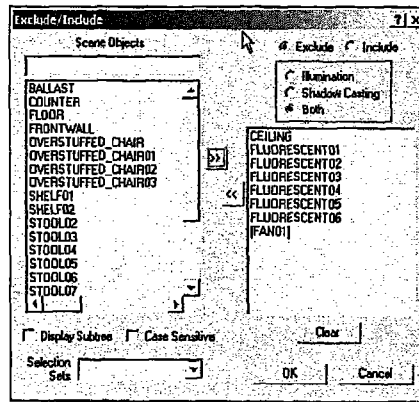 Exclude/Include
Scene Objects
Exclude Include
Illumination
Shadow Casting
Both
BALLAST
COUNTER
FLOOR
FRONTWALL
OVERSTUFFED_CHAIR
OVERSTUFFED_CHAIR01
OVERSTUFFED_CHAIR02
OVERSTUFFED_CHAIR03
SHELF01
SHELF02
STOOL02
STOOL03
STOOL04
STOOL05
STOOL06
STOOL07
>>
<<
CEILING
FLUORESCENT01
FLUORESCENT02
FLUORESCENT03
FLUORESCENT04
FLUORESCENT05
FLUORESCENT06
[FAN01]
Display Subtree Case Sensitive
Clear
Selection
Sets
OK Cancel